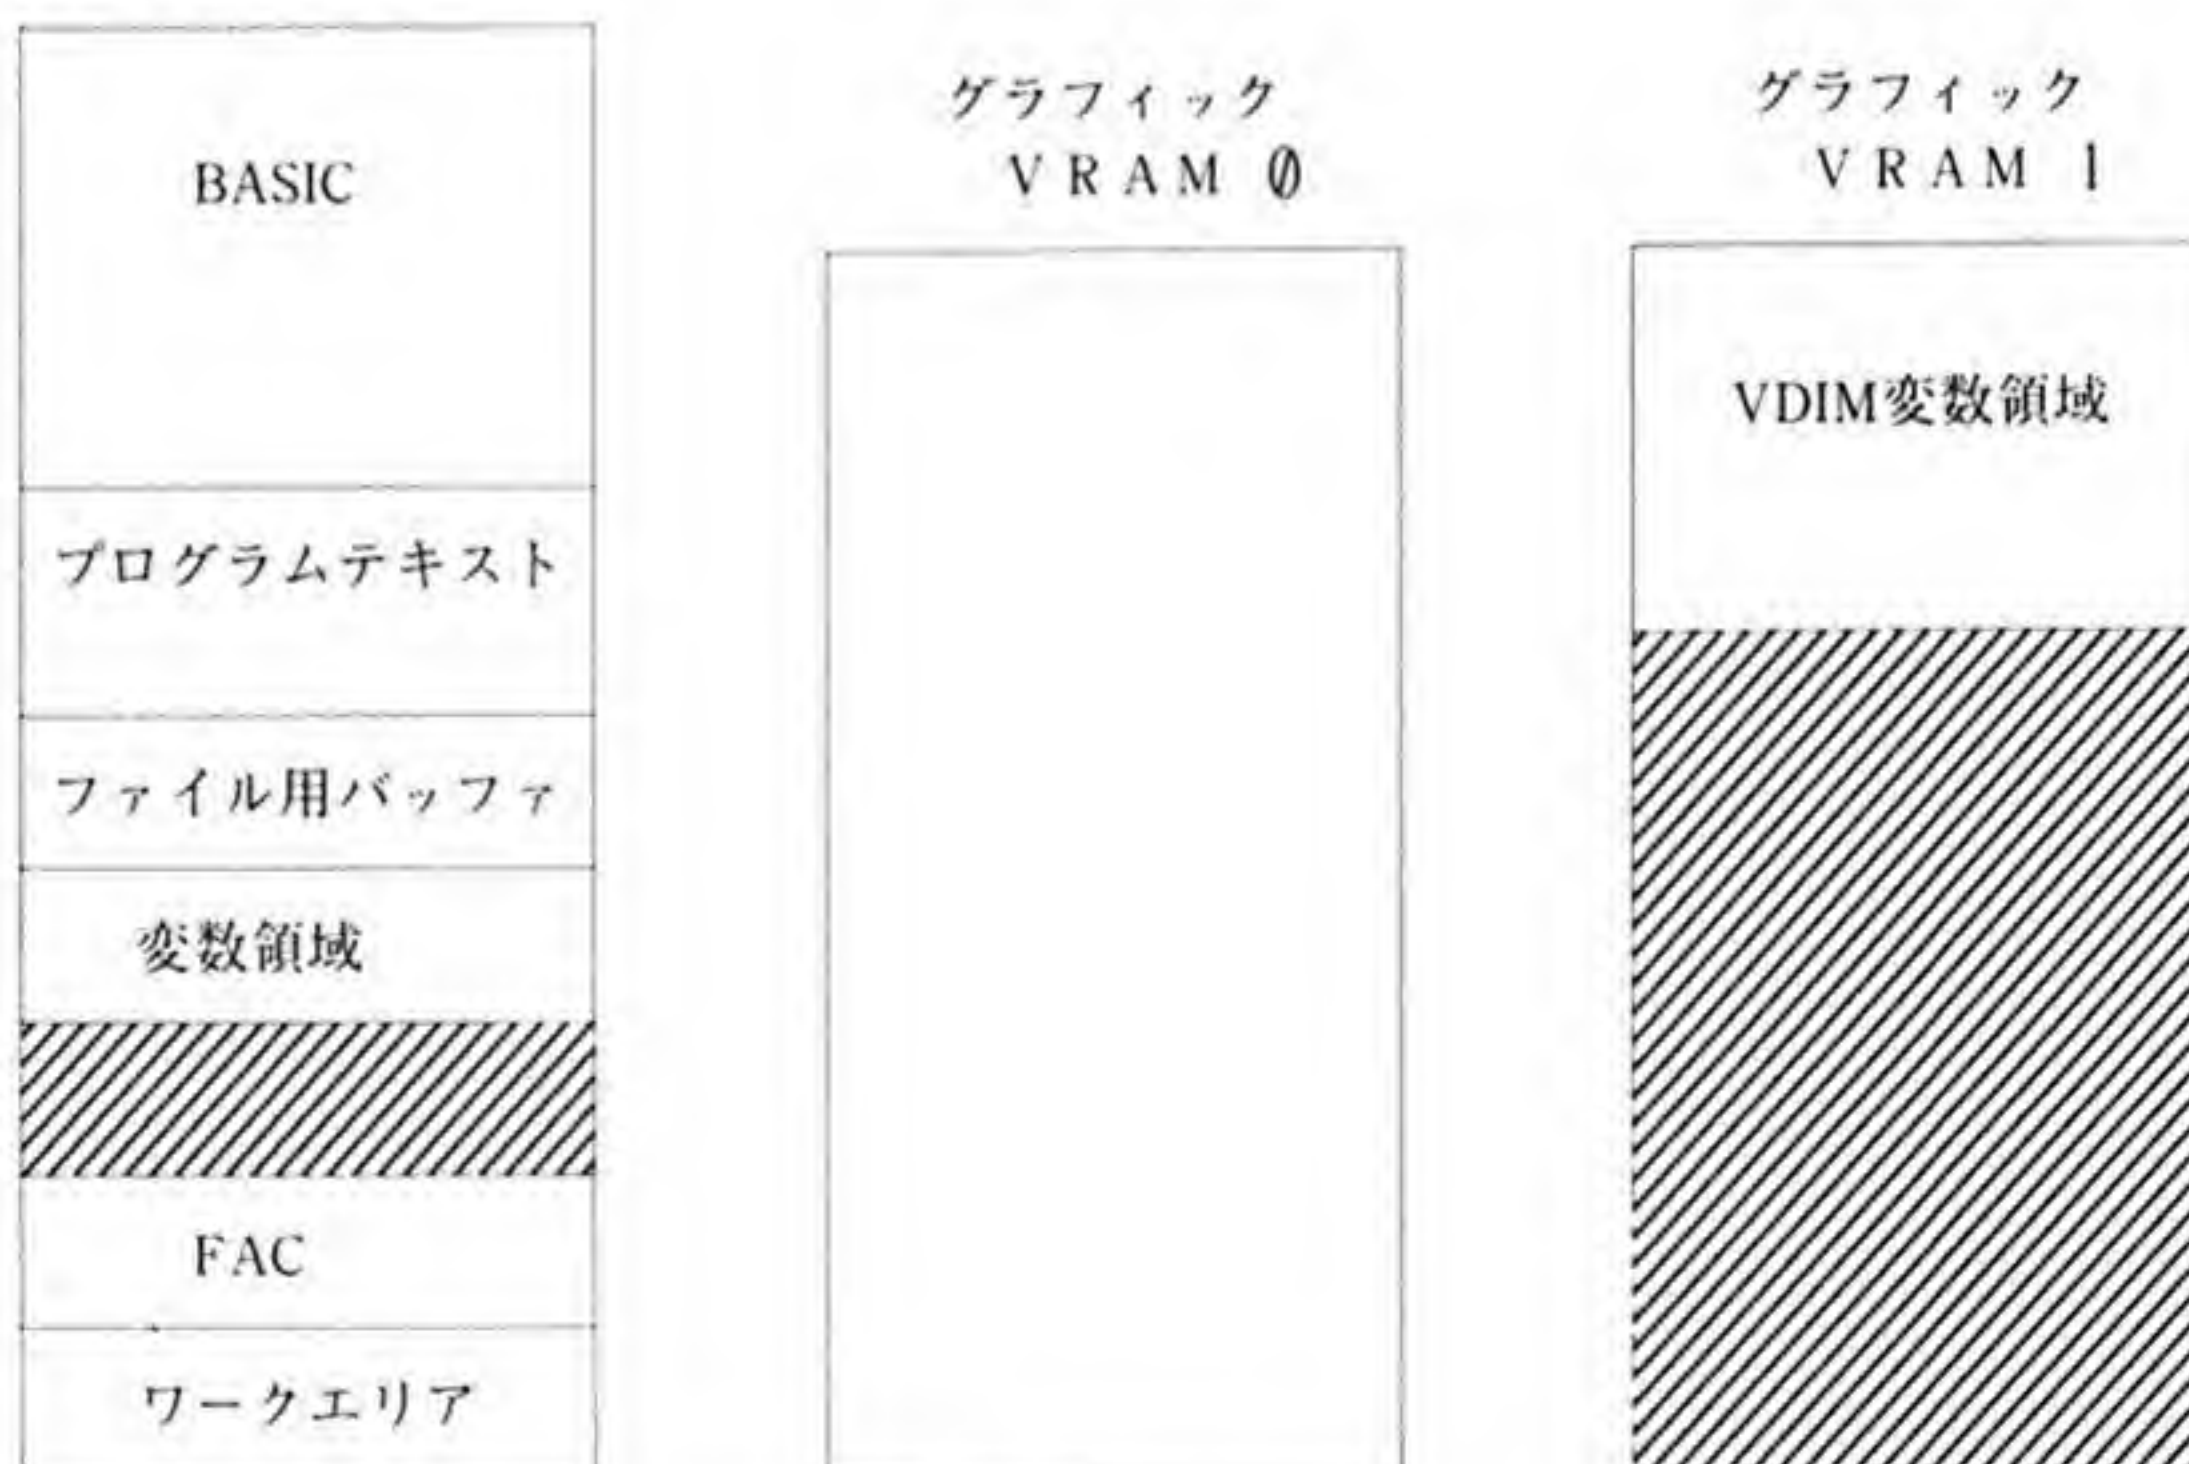 BASIC
プログラムテキスト
ファイル用バッファ
変数領域
FAC
ワークエリア
グラフィック
VRAM 0
グラフィック
VRAM 1
VDIM変数領域